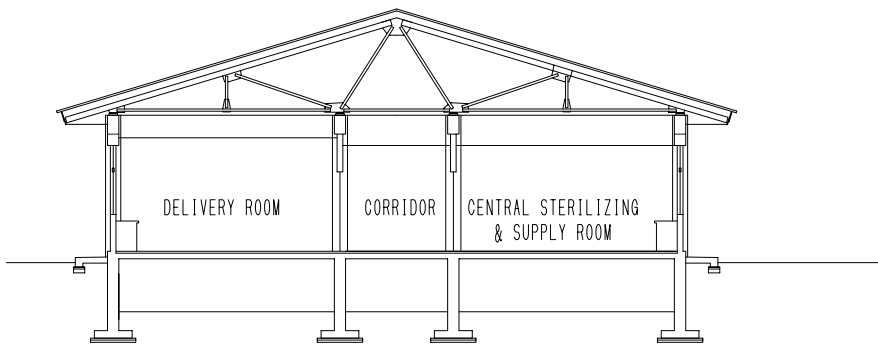 DELIVERY ROOM
CORRIDOR
CENTRAL STERILIZING
& SUPPLY ROOM